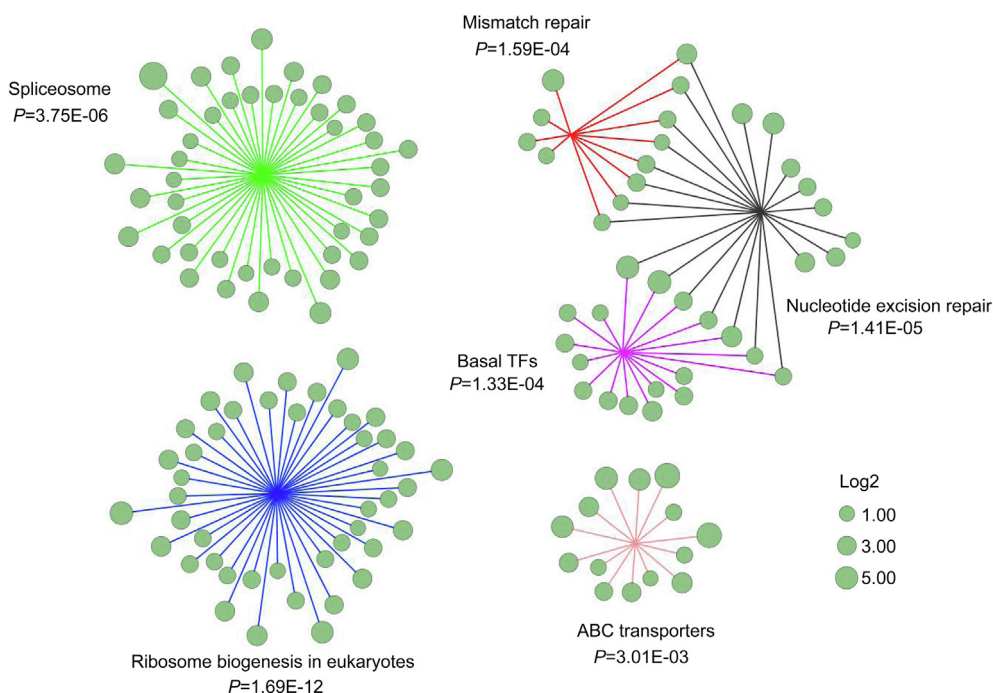 Mismatch repair
P=1.59E-04
Spliceosome
P=3.75E-06
Nucleotide excision repair
P=1.41E-05
Basal TFs
P=1.33E-04
Log2
1.00
3.00
5.00
ABC transporters
P=3.01E-03
Ribosome biogenesis in eukaryotes
P=1.69E-12